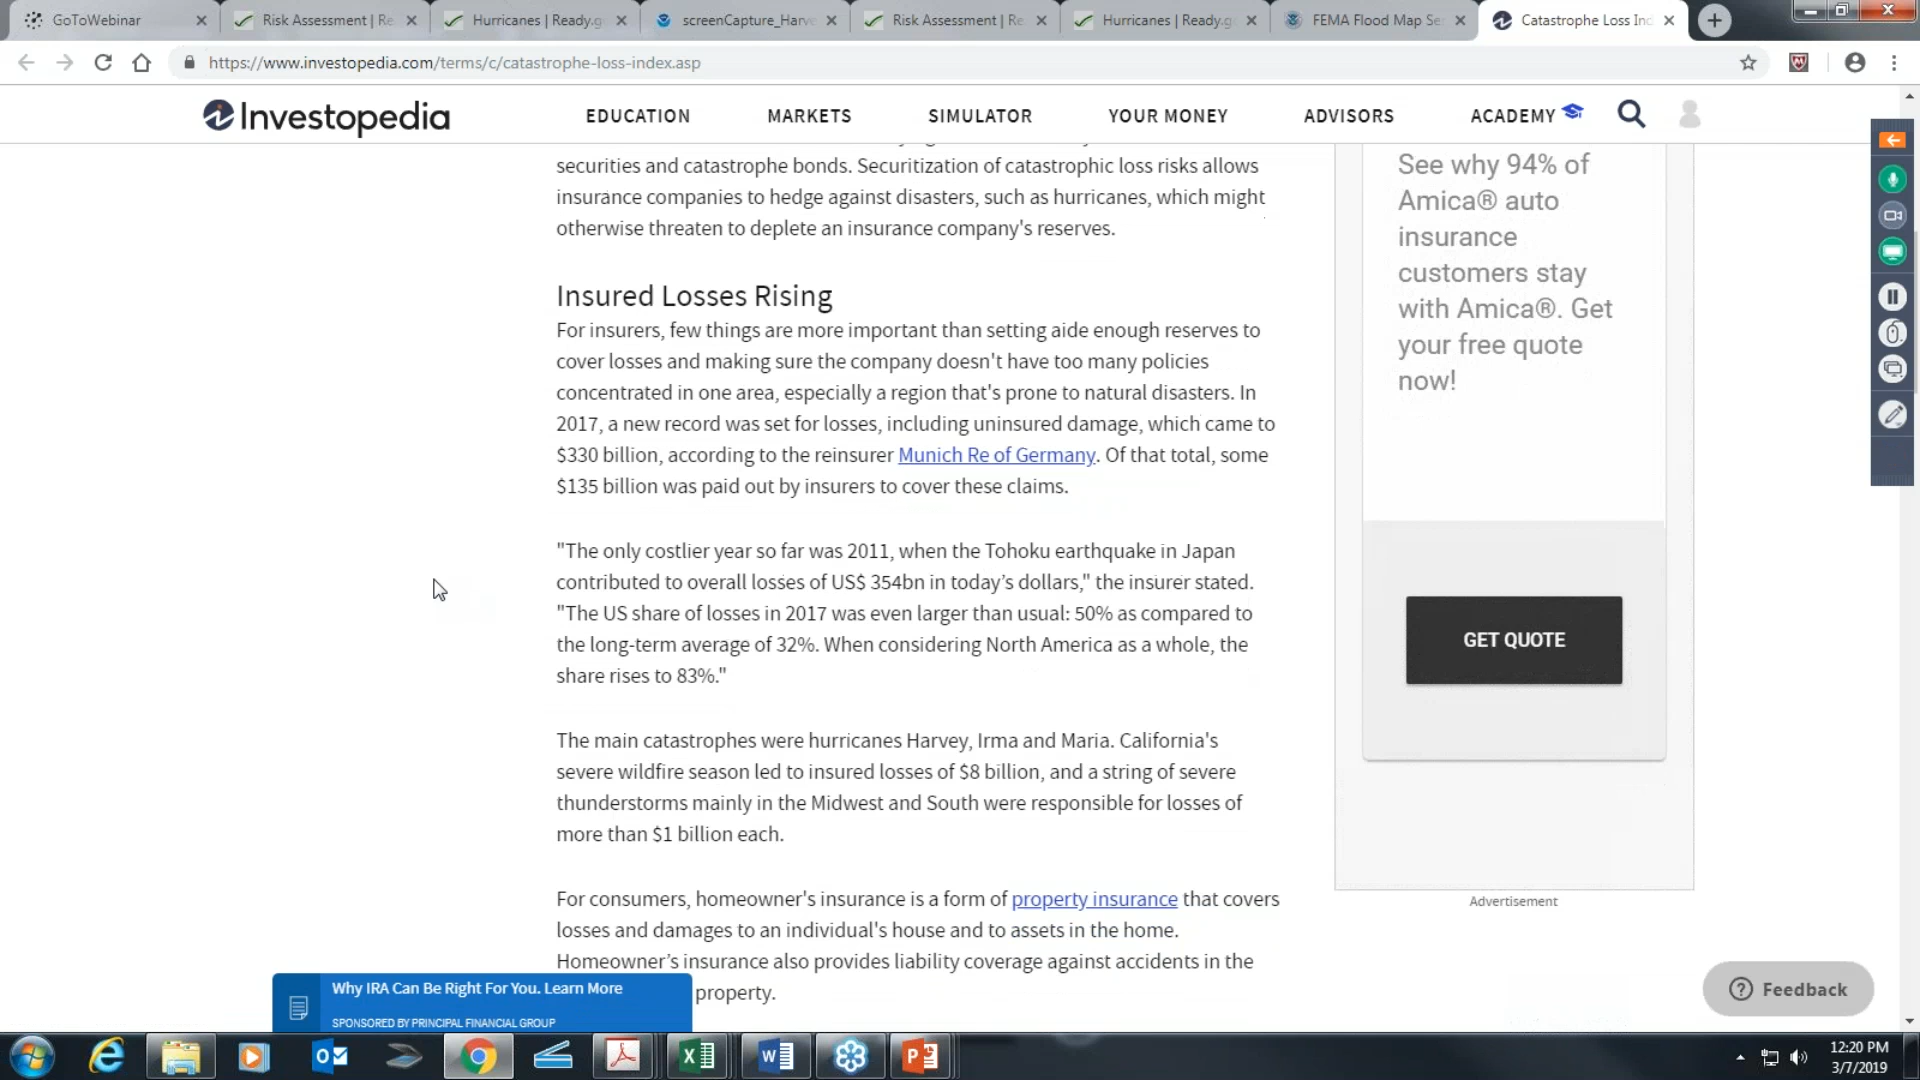 GoToWebinar
Risk Assessment | Re
Hurricanes | Ready.g
screenCapture_Harve
Risk Assessment | Re
Hurricanes | Ready.g
FEMA Flood Map Se
Catastrophe Loss Ind
https://www.investopedia.com/terms/c/catastrophe-loss-index.asp
Investopedia
EDUCATION
MARKETS
SIMULATOR
YOUR MONEY
ADVISORS
ACADEMY
securities and catastrophe bonds. Securitization of catastrophic loss risks allows
insurance companies to hedge against disasters, such as hurricanes, which might
otherwise threaten to deplete an insurance company's reserves.
Insured Losses Rising
For insurers, few things are more important than setting aide enough reserves to
cover losses and making sure the company doesn't have too many policies
concentrated in one area, especially a region that's prone to natural disasters. In
2017, a new record was set for losses, including uninsured damage, which came to
$330 billion, according to the reinsurer Munich Re of Germany. Of that total, some
$135 billion was paid out by insurers to cover these claims.
"The only costlier year so far was 2011, when the Tohoku earthquake in Japan
contributed to overall losses of US$ 354bn in today’s dollars," the insurer stated.
"The US share of losses in 2017 was even larger than usual: 50% as compared to
the long-term average of 32%. When considering North America as a whole, the
share rises to 83%."
The main catastrophes were hurricanes Harvey, Irma and Maria. California's
severe wildfire season led to insured losses of $8 billion, and a string of severe
thunderstorms mainly in the Midwest and South were responsible for losses of
more than $1 billion each.
For consumers, homeowner's insurance is a form of property insurance that covers
losses and damages to an individual's house and to assets in the home.
Homeowner’s insurance also provides liability coverage against accidents in the
property.
See why 94% of
Amica® auto
insurance
customers stay
with Amica®. Get
your free quote
now!
GET QUOTE
Advertisement
Why IRA Can Be Right For You. Learn More
SPONSORED BY PRINCIPAL FINANCIAL GROUP
Feedback
12:20 PM
3/7/2019